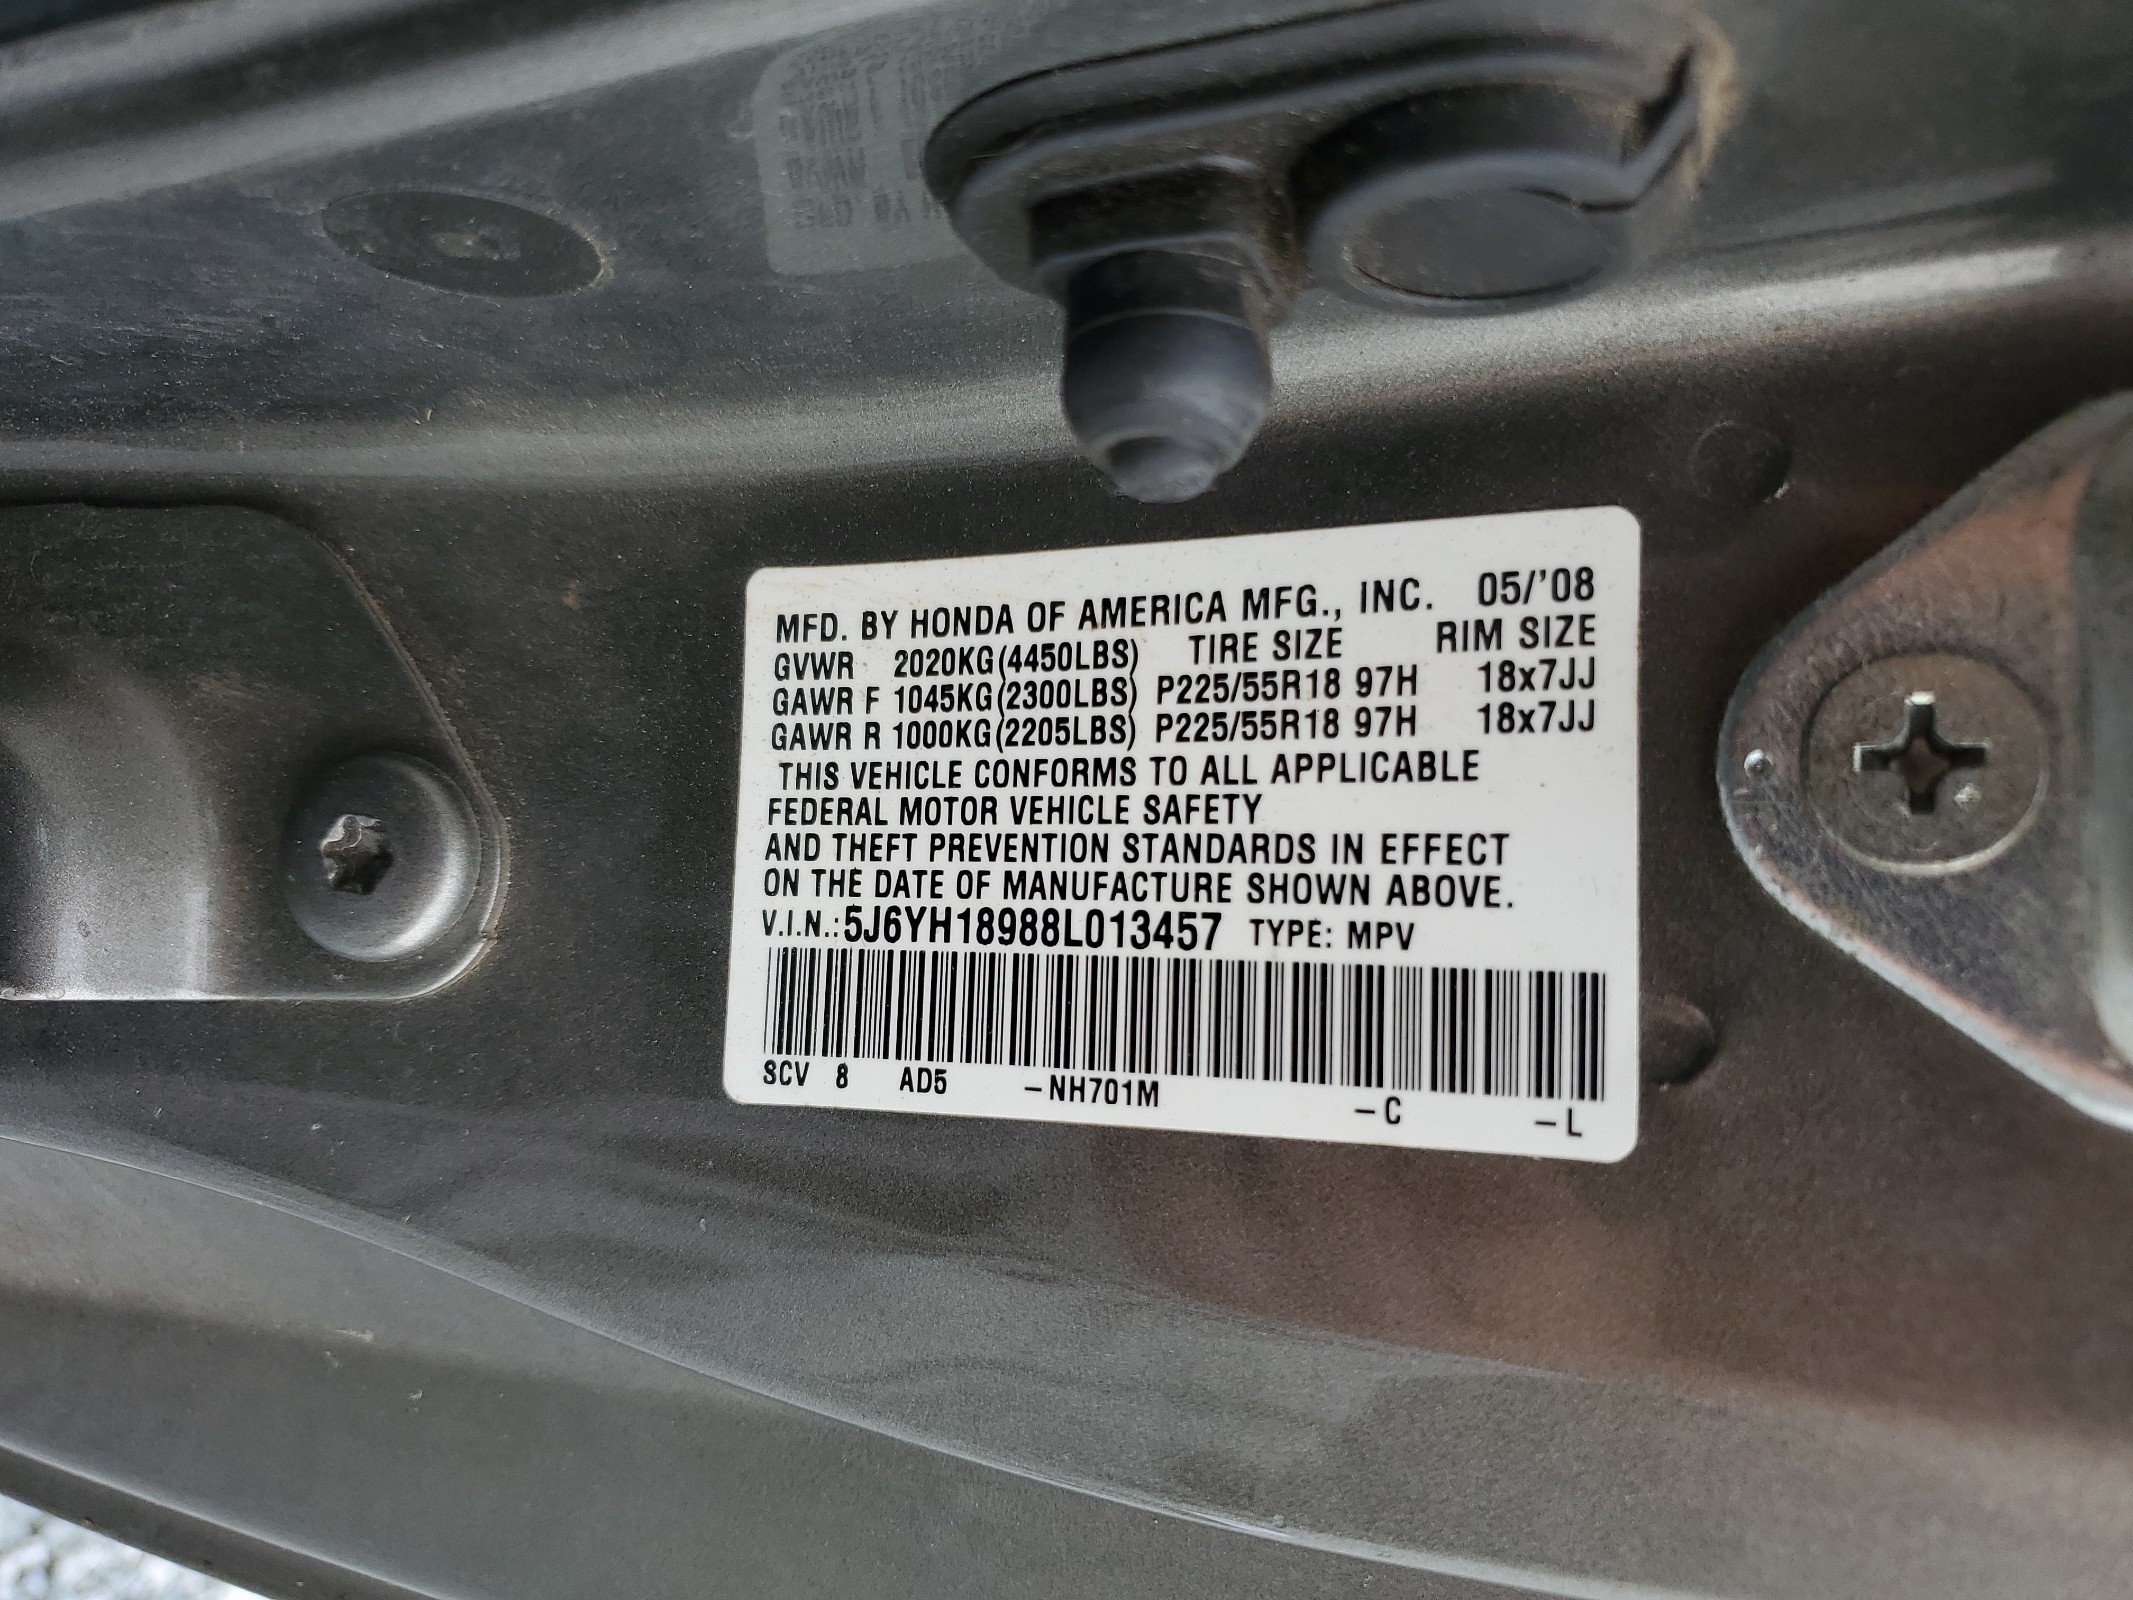 MFD. BY HONDA OF AMERICA MFG., INC. 05/'08
GVWR 2020KG(4450LBS) TIRE SIZE RIM SIZE
GAWR F 1045KG(2300LBS) P225/55R18 97H 18x7JJ
GAWR R 1000KG(2205LBS) P225/55R18 97H 18x7JJ
THIS VEHICLE CONFORMS TO ALL APPLICABLE
FEDERAL MOTOR VEHICLE SAFETY
AND THEFT PREVENTION STANDARDS IN EFFECT
ON THE DATE OF MANUFACTURE SHOWN ABOVE.
V.I.N.: 5J6YH18988L013457 TYPE: MPV
SCV 8 AD5 -NH701M -C -L